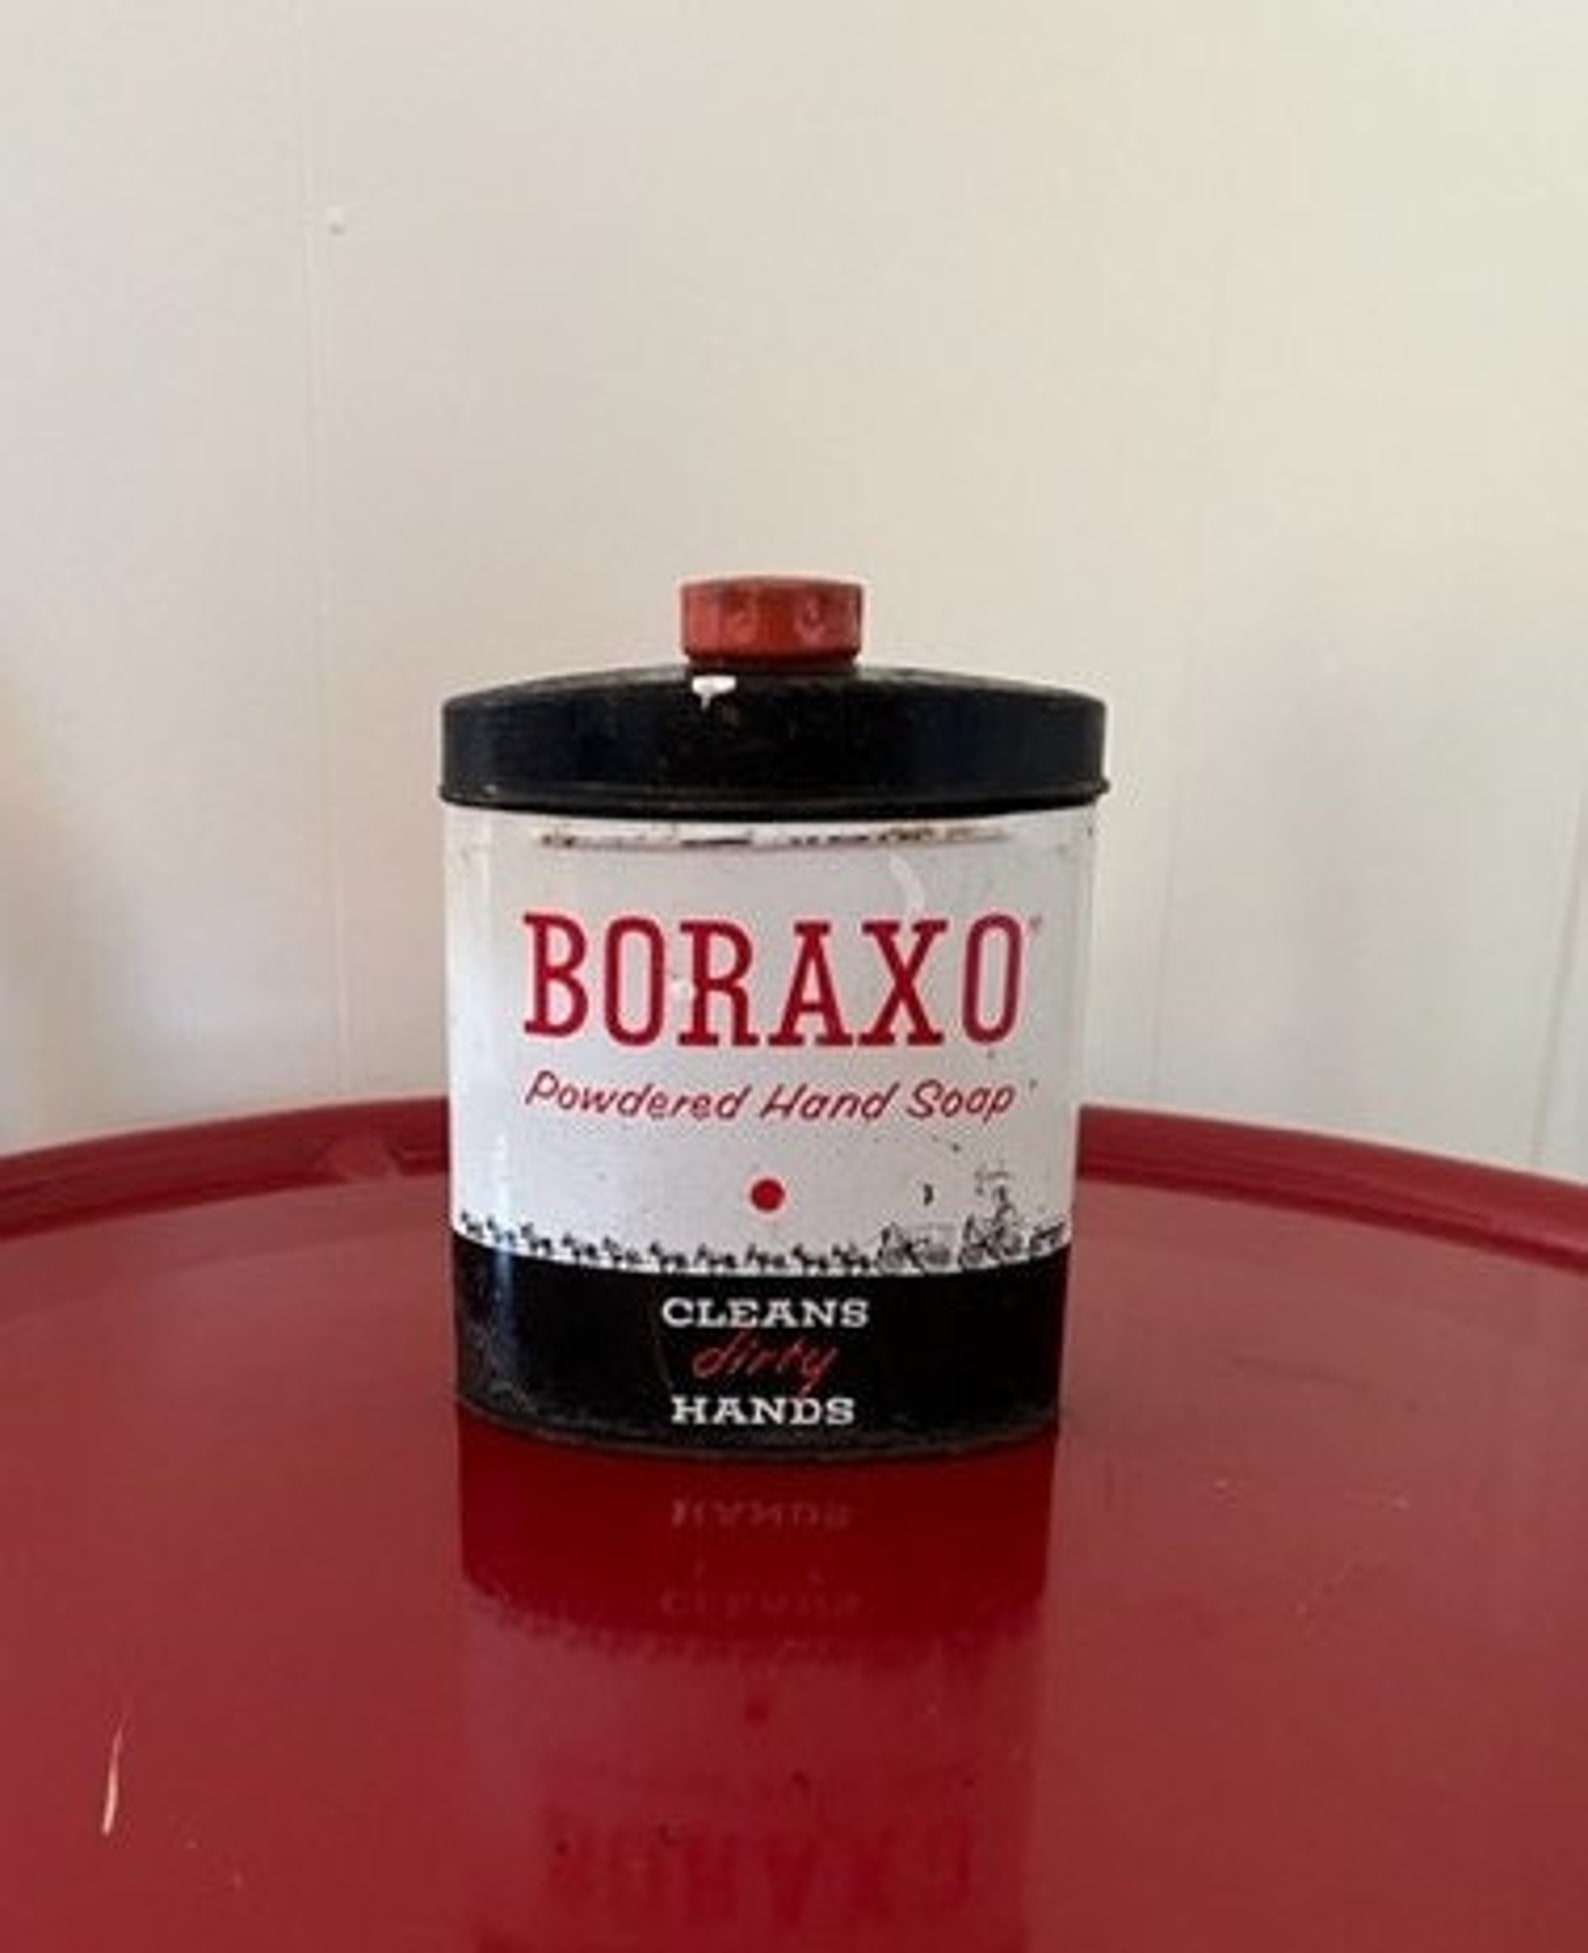 BORAXO
Powdered Hand Soap
CLEANS
dirty
HANDS